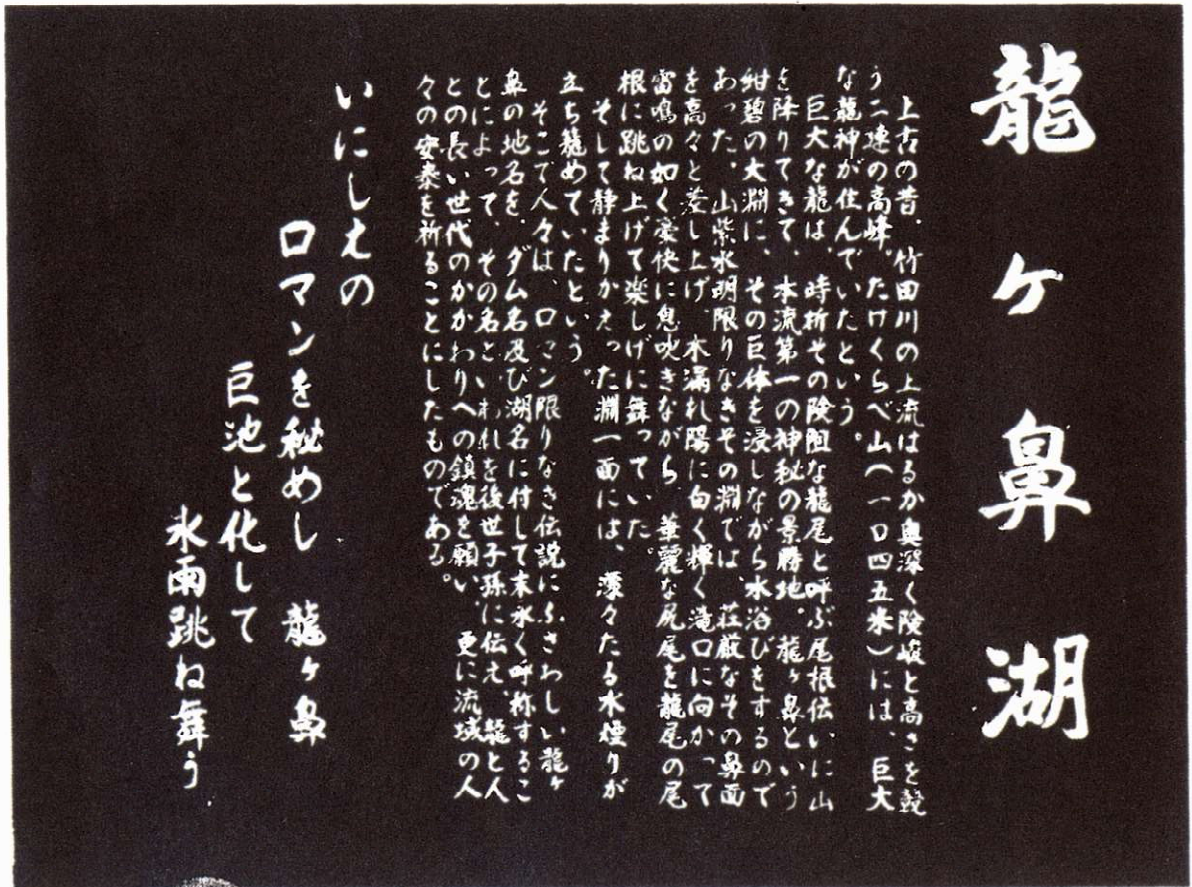 龍ヶ鼻湖
上古の昔、竹田川の上流はるか奥深く険峻と高さを競
う二連の高峰。たけくらべ山(一〇四五米)には、巨大
な龍神が住んでいたという。
巨大な龍は、時折その険阻な龍尾と呼ぶ尾根伝いに山
を降りてきて、本流第一の神秘の景勝地。龍ヶ鼻という
紺碧の大淵に、その巨体を浸しながら水浴びをするので
あった。山紫水明限りなきその淵では、荘厳なその鼻面
を高々と差し上げ、木漏れ陽に白く輝く滝口に向かって
雷鳴の如く豪快に息吹きながら、華麗な尻尾を龍尾の尾
根に跳ね上げて楽しげに舞っていた。
そして静まりかえった淵一面には、濛々たる水煙りが
立ち籠めていたという。
そこで人々は、ロマン限りなき伝説にふさわしい龍ヶ
鼻の地名を、ダム名及び湖名に付して末永く呼称するこ
とによって、その名といわれを後世子孫に伝え、龍と人
との長い世代のかかわりへの鎮魂を願い、更に流域の人
々の安泰を祈ることにしたものである。
いにしえの
ロマンを秘めし 龍ヶ鼻
巨池と化して
氷雨跳ね舞う